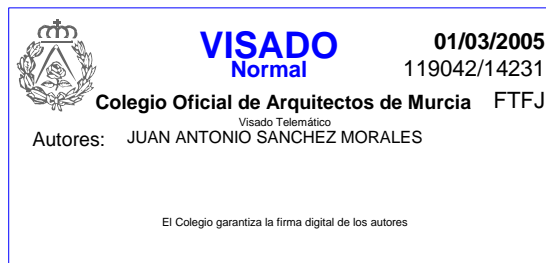 VISADO
Normal
01/03/2005
119042/14231
Colegio Oficial de Arquitectos de Murcia FTFJ
Visado Telemático
Autores: JUAN ANTONIO SANCHEZ MORALES
El Colegio garantiza la firma digital de los autores